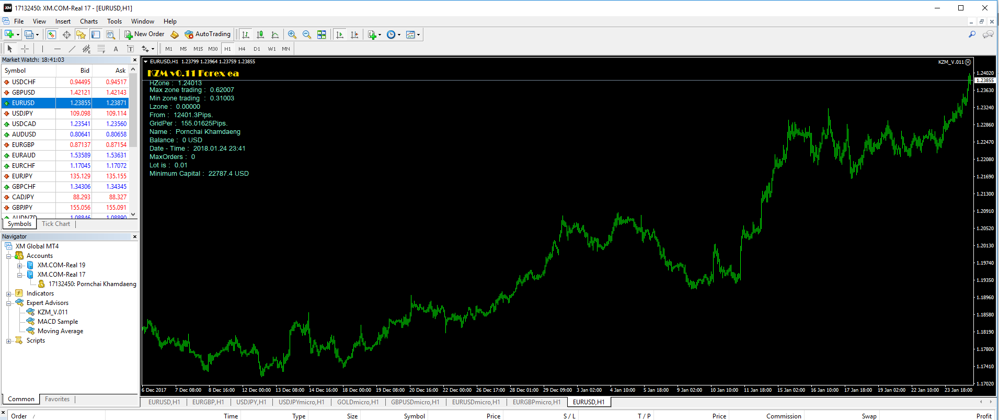 17132450: XM.COM-Real 17 - [EURUSD,H1]
File View Insert Charts Tools Window Help
New Order AutoTrading
A T M1 M5 M15 M30 H1 H4 D1 W1 MN
Market Watch: 18:41:03
Symbol Bid Ask
USDCHF 0.94495 0.94517
GBPUSD 1.42121 1.42143
EURUSD 1.23855 1.23871
USDJPY 109.098 109.114
USDCAD 1.23541 1.23560
AUDUSD 0.80641 0.80658
EURGBP 0.87137 0.87154
EURAUD 1.53589 1.53631
EURCHF 1.17045 1.17072
EURJPY 135.129 135.155
GBPCHF 1.34306 1.34345
CADJPY 88.293 88.327
GBPJPY 155.056 155.091
AUDNZD 1.08846 1.08890
Symbols Tick Chart
Navigator
XM Global MT4
Accounts
XM.COM-Real 19
XM.COM-Real 17
17132450: Pornchai Khamdaeng
Indicators
Expert Advisors
KZM_V.011
MACD Sample
Moving Average
Scripts
Common Favorites
EURUSD,H1 1.23799 1.23964 1.23759 1.23855
KZM_V.011
KZM v0.11 Forex ea
HZone : 1.24013
Max zone trading : 0.62007
Min zone trading : 0.31003
Lzone : 0.00000
From : 12401.3Pips.
GridPer : 155.01625Pips.
Name : Pornchai Khamdaeng
Balance : 0 USD
Date - Time : 2018.01.24 23:41
MaxOrders : 0
Lot is : 0.01
Minimum Capital : 22787.4 USD
1.24020
1.23855
1.23630
1.23240
1.22860
1.22470
1.22080
1.21690
1.21300
1.20910
1.20520
1.20130
1.19740
1.19350
1.18960
1.18580
1.18190
1.17800
1.17410
1.17020
6 Dec 2017 7 Dec 08:00 8 Dec 16:00 12 Dec 00:00 13 Dec 08:00 14 Dec 16:00 18 Dec 00:00 19 Dec 08:00 20 Dec 16:00 22 Dec 00:00 26 Dec 17:00 28 Dec 01:00 29 Dec 09:00 3 Jan 02:00 4 Jan 10:00 5 Jan 18:00 9 Jan 02:00 10 Jan 10:00 11 Jan 18:00 15 Jan 02:00 16 Jan 10:00 17 Jan 18:00 19 Jan 02:00 22 Jan 10:00 23 Jan 18:00
EURUSD,H1 EURGBP,H1 USDJPY,H1 USDJPYmicro,H1 GOLDmicro,H1 GBPUSDmicro,H1 EURUSDmicro,H1 EURGBPmicro,H1 EURUSD,H1
Order / Time Type Size Symbol Price S / L T / P Price Commission Swap Profit